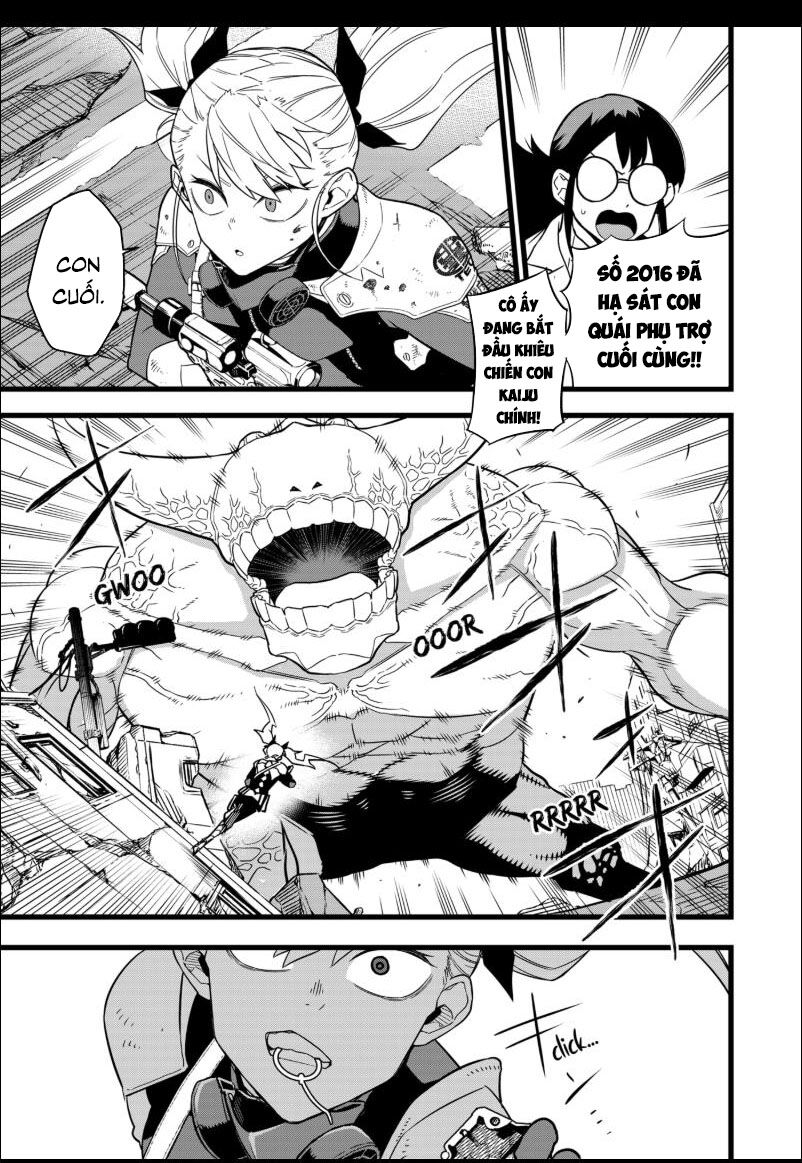 SỐ 2016 ĐÃ
HẠ SÁT CON
QUÁI PHỤ TRỢ
CUỐI CÙNG!!
CÔ ẤY
ĐANG BẮT
ĐẦU KHIÊU
CHIẾN CON
KAIJU
CHÍNH!
CON
CUỐI.
GWOO
OOOR
RRRRR
click...